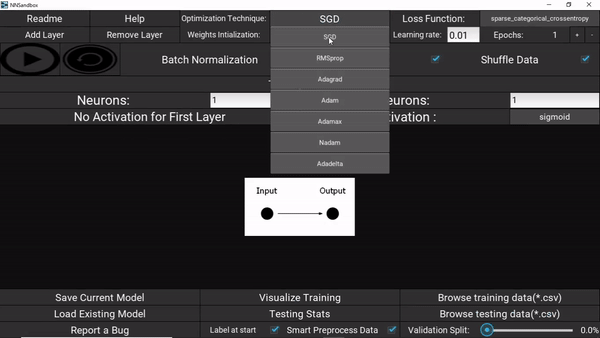 NNSandbox
Readme Help Optimization Technique: SGD Loss Function: sparse_categorical_crossentropy
Add Layer Remove Layer Weights Intialization: SGD Learning rate: 0.01 Epochs: 1 + -
Batch Normalization RMSprop Shuffle Data
Adagrad
Neurons: 1 Adam eurons: 1
No Activation for First Layer Adamax ivation : sigmoid
Nadam
Adadelta
Input Output
Save Current Model Visualize Training Browse training data(*.csv)
Load Existing Model Testing Stats Browse testing data(*.csv)
Report a Bug Label at start Smart Preprocess Data Validation Split: 0.0%